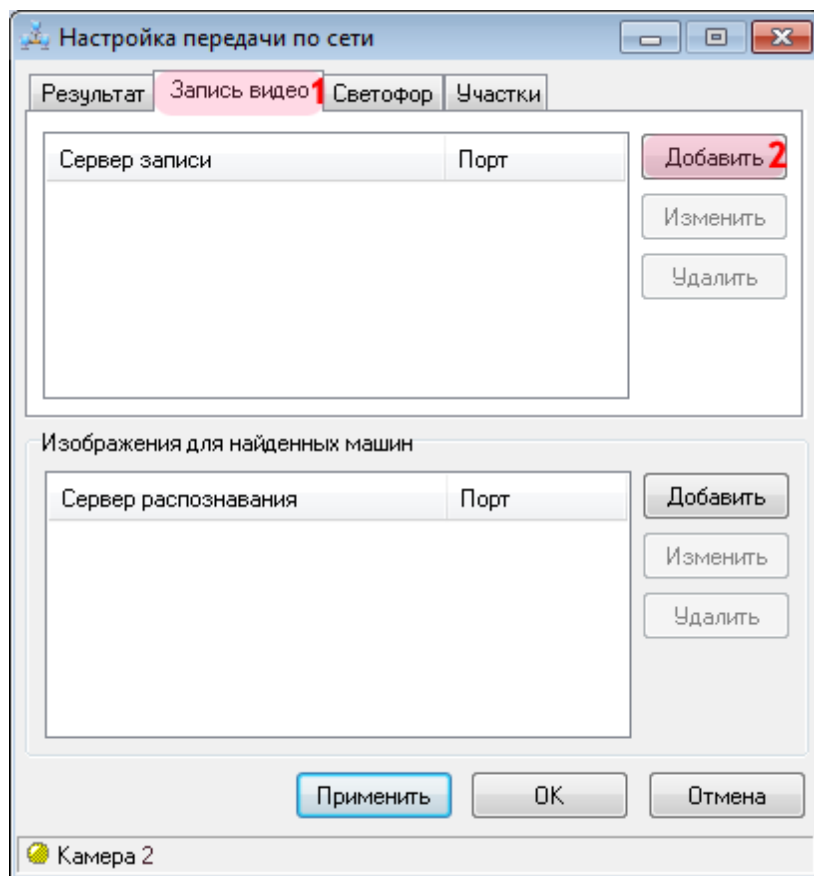 Настройка передачи по сети
Результат Запись видео 1 Светофор Участки
Сервер записи Порт Добавить 2
Изменить
Удалить
Изображения для найденных машин
Сервер распознавания Порт Добавить
Изменить
Удалить
Применить OK Отмена
Камера 2